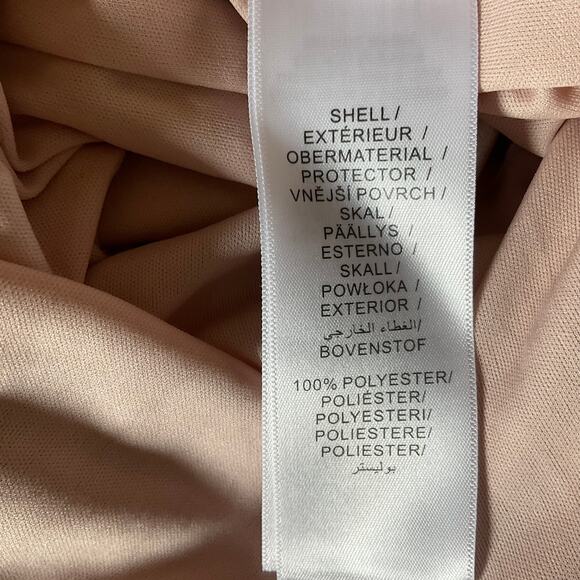 SHELL /
EXTÉRIEUR /
OBERMATERIAL /
PROTECTOR /
VNĚJŠÍ POVRCH /
SKAL /
PÄÄLLYS /
ESTERNO /
SKALL /
POWŁOKA /
EXTERIOR /
الغطاء الخارجي/
BOVENSTOF
100% POLYESTER/
POLIÉSTER/
POLYESTERI/
POLIESTERE/
POLIESTER/
بوليستر